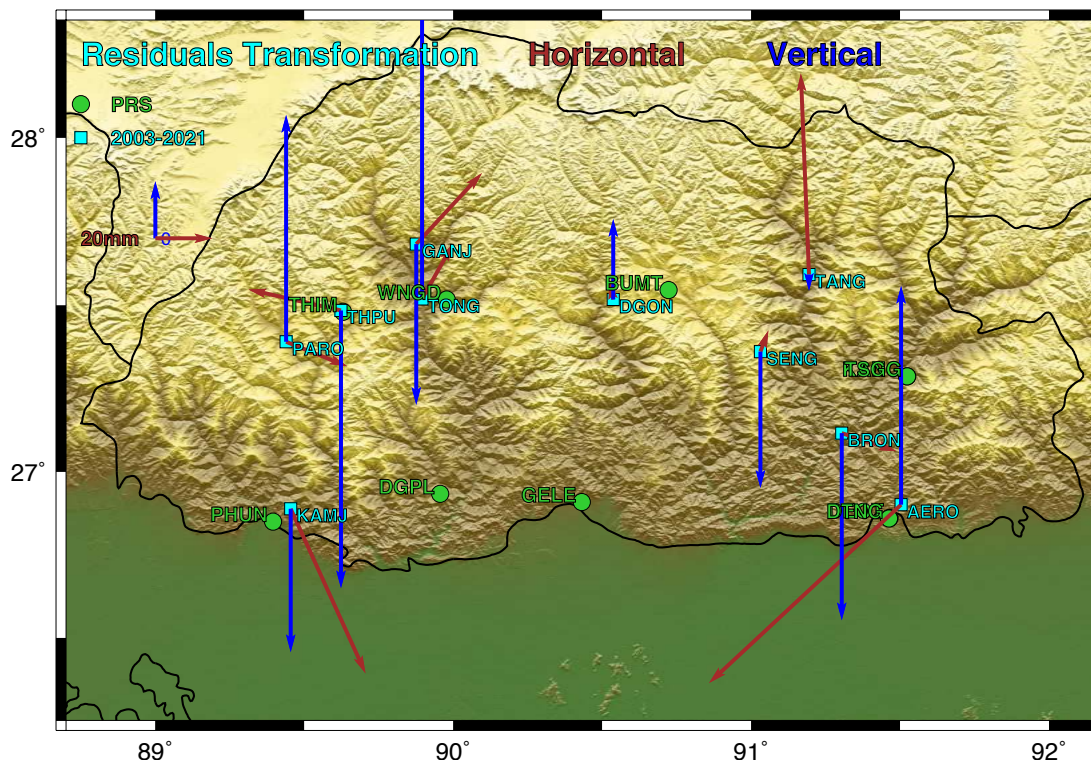 Residuals Transformation Horizontal Vertical
PRS
28°
2003-2021
20mm 0
GANJ
TANG
BUMT
WNGD
THIM TONG DGON
THPU
PARO
SENG
TSGG
27°
BRON
DGPL
GELE
PHUN KAMJ
AERO
89° 90° 91° 92°